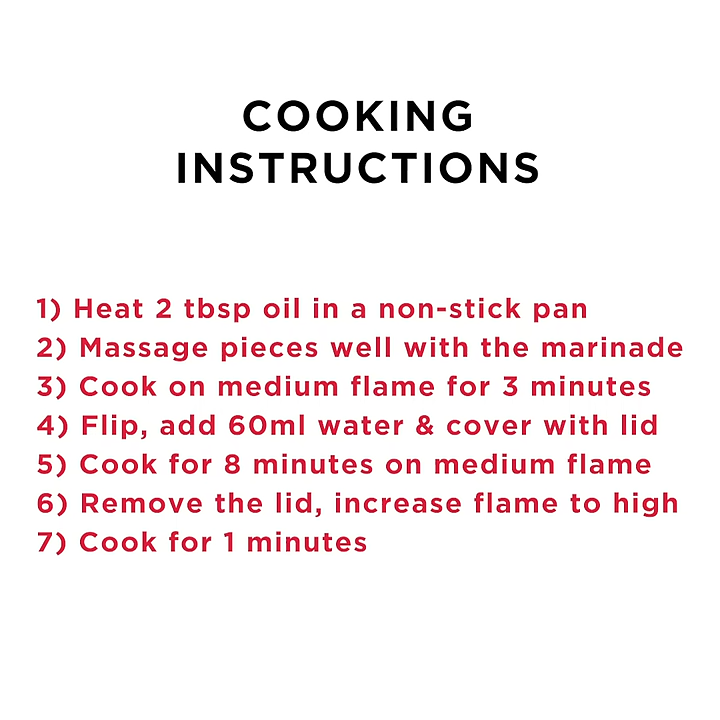 COOKING
INSTRUCTIONS
1) Heat 2 tbsp oil in a non-stick pan
2) Massage pieces well with the marinade
3) Cook on medium flame for 3 minutes
4) Flip, add 60ml water & cover with lid
5) Cook for 8 minutes on medium flame
6) Remove the lid, increase flame to high
7) Cook for 1 minutes